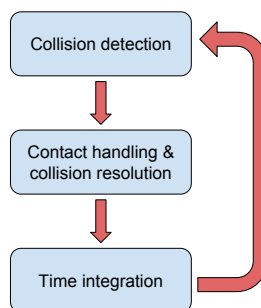 Collision detection
Contact handling &
collision resolution
Time integration